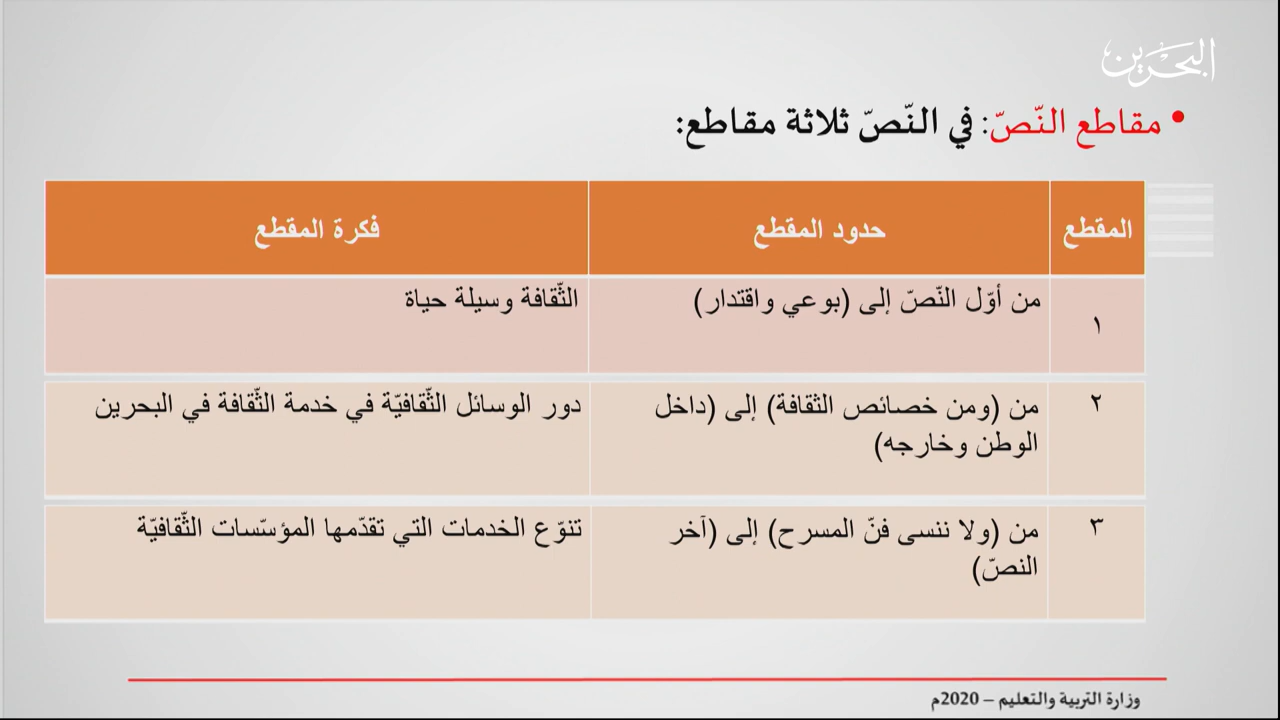 البحرين
• مقاطع النّصّ: في النّصّ ثلاثة مقاطع:
المقطع
حدود المقطع
فكرة المقطع
١
من أوّل النّصّ إلى (بوعي واقتدار)
الثّقافة وسيلة حياة
٢
من (ومن خصائص الثقافة) إلى (داخل
الوطن وخارجه)
دور الوسائل الثّقافيّة في خدمة الثّقافة في البحرين
٣
من (ولا ننسى فنّ المسرح) إلى (آخر
النصّ)
تنوّع الخدمات التي تقدّمها المؤسّسات الثّقافيّة
وزارة التربية والتعليم – 2020م